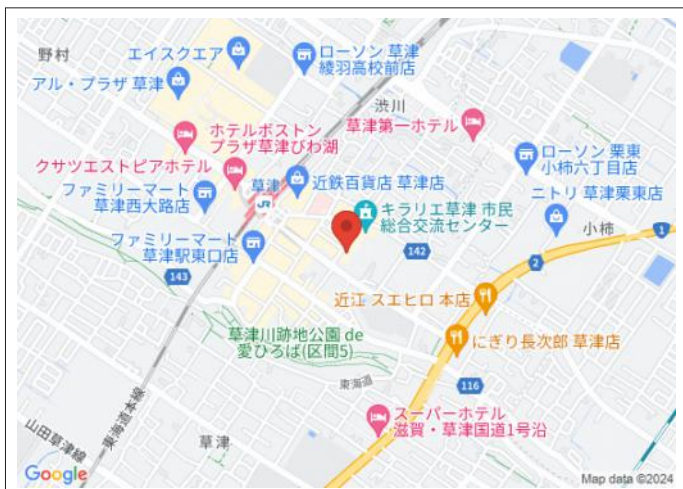 野村
エイスクエア
ローソン 草津
綾羽高校前店
アル・プラザ 草津
渋川
ホテルボストン
プラザ草津びわ湖
草津第一ホテル
クサツエストピアホテル
ローソン 栗東
小柿六丁目店
ファミリーマート
草津西大路店
草津
JR
近鉄百貨店 草津店
ニトリ 草津栗東店
キラリエ草津 市民
総合交流センター
小柿
1
ファミリーマート
草津駅東口店
142
2
143
近江 スエヒロ 本店
草津川跡地公園 de
愛ひろば(区間5)
にぎり長次郎 草津店
東海道
116
東海道本線
スーパーホテル
滋賀・草津国道1号沿
山田草津線
草津
Google
Map data ©2024